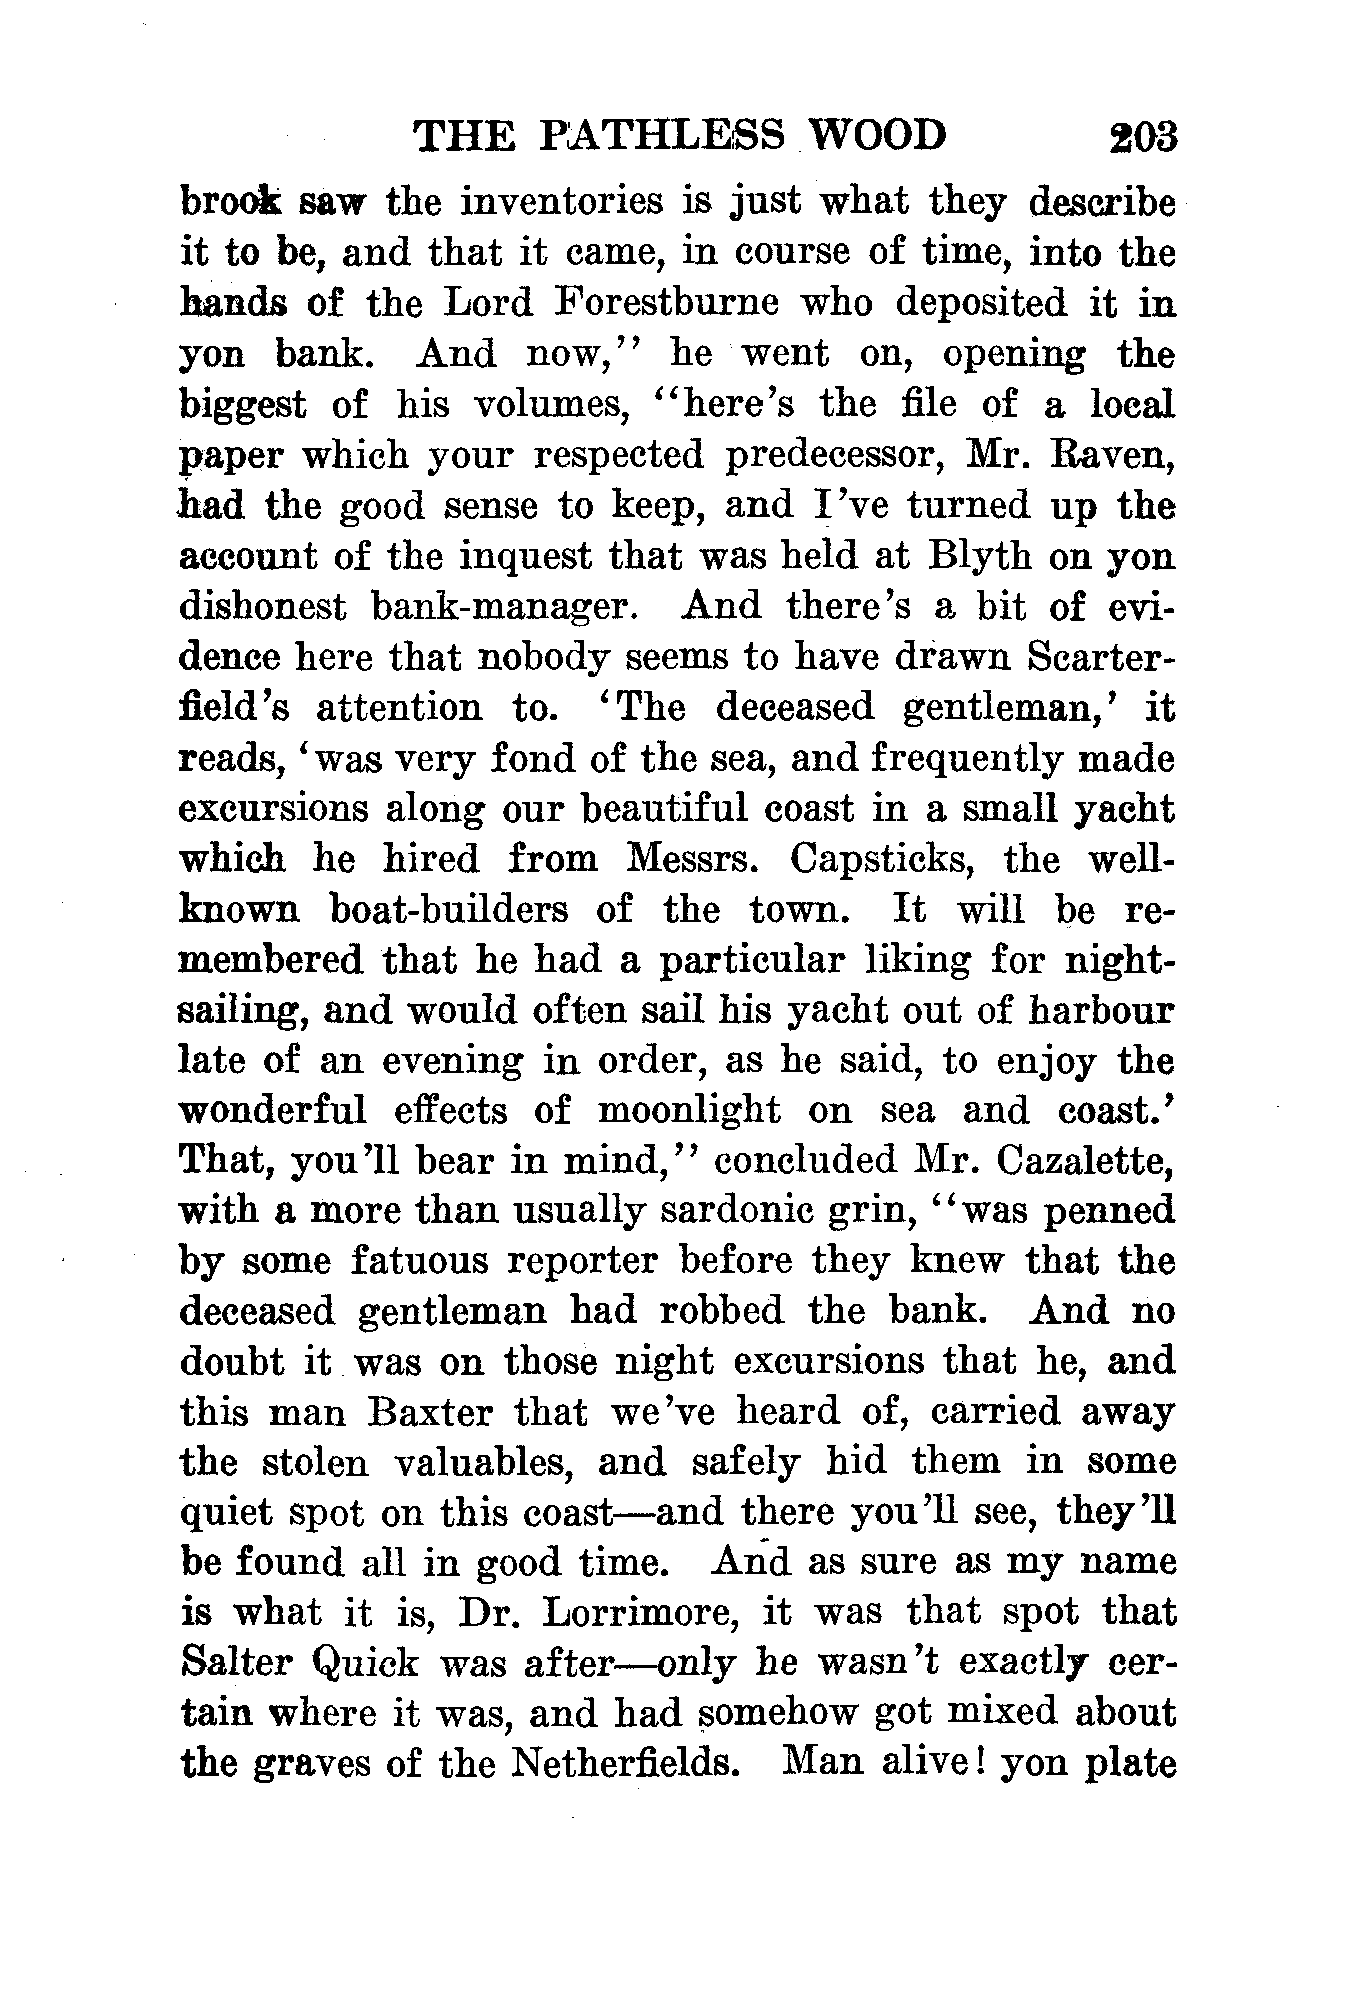 THE PATHLESS WOOD 203
brook saw the inventories is just what they describe
it to be, and that it came, in course of time, into the
hands of the Lord Forestburne who deposited it in
yon bank. And now,'' he went on, opening the
biggest of his volumes, ''here's the file of a local
paper which your respected predecessor, Mr. Raven,
had the good sense to keep, and I've turned up the
account of the inquest that was held at Blyth on yon
dishonest bank-manager. And there's a bit of evi-
dence here that nobody seems to have drawn Scarter-
field's attention to. 'The deceased gentleman,' it
reads, 'was very fond of the sea, and frequently made
excursions along our beautiful coast in a small yacht
which he hired from Messrs. Capsticks, the well-
known boat-builders of the town. It will be re-
membered that he had a particular liking for night-
sailing, and would often sail his yacht out of harbour
late of an evening in order, as he said, to enjoy the
wonderful effects of moonlight on sea and coast.'
That, you'll bear in mind,'' concluded Mr. Cazalette,
with a more than usually sardonic grin, ''was penned
by some fatuous reporter before they knew that the
deceased gentleman had robbed the bank. And no
doubt it was on those night excursions that he, and
this man Baxter that we've heard of, carried away
the stolen valuables, and safely hid them in some
quiet spot on this coast—and there you'll see, they'll
be found all in good time. And as sure as my name
is what it is, Dr. Lorrimore, it was that spot that
Salter Quick was after—only he wasn't exactly cer-
tain where it was, and had somehow got mixed about
the graves of the Netherfields. Man alive! yon plate